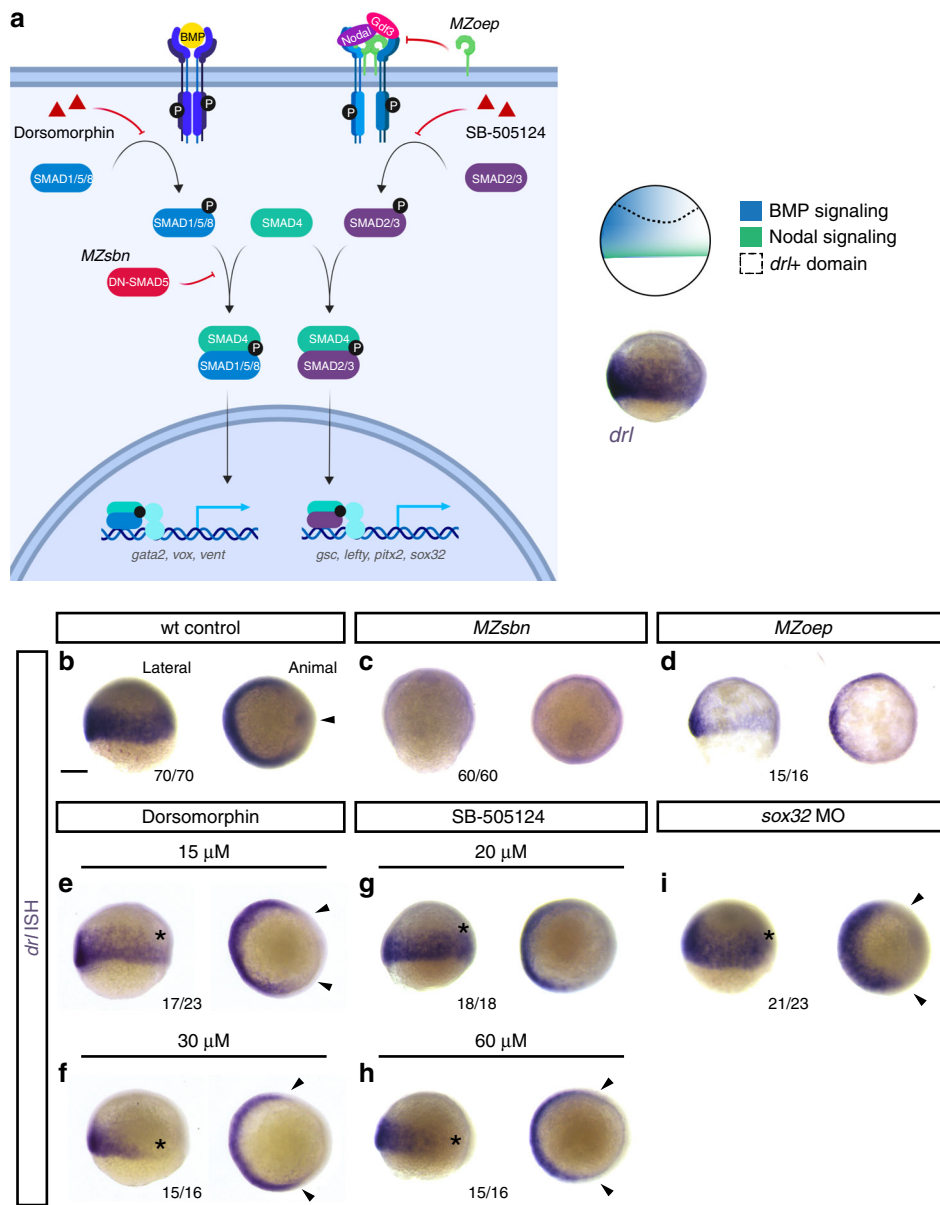 a
BMP
Nodal
Gdf3
MZoep
P
P
P
P
Dorsomorphin
SB-505124
SMAD1/5/8
SMAD2/3
P
P
SMAD1/5/8
SMAD4
SMAD2/3
MZsbn
DN-SMAD5
SMAD4
P
SMAD1/5/8
SMAD4
P
SMAD2/3
gata2, vox, vent
gsc, lefty, pitx2, sox32
BMP signaling
Nodal signaling
drl+ domain
drl
drl ISH
wt control
MZsbn
MZoep
b
Lateral
Animal
70/70
c
60/60
d
15/16
Dorsomorphin
SB-505124
sox32 MO
15 μM
20 μM
e
*
17/23
g
*
18/18
i
*
21/23
30 μM
60 μM
f
*
15/16
h
*
15/16